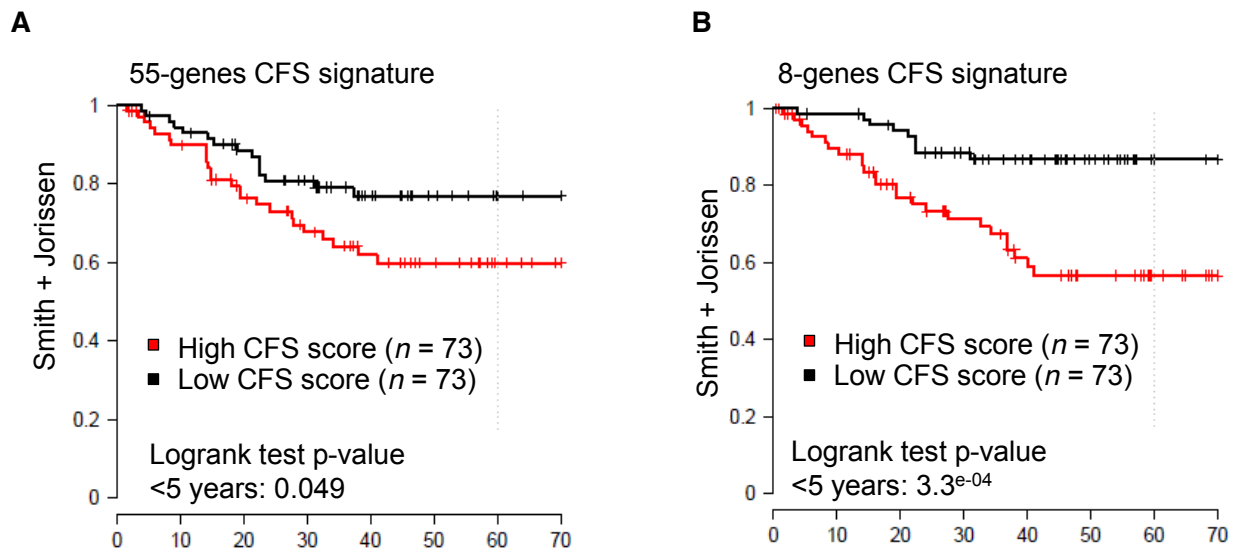 A
55-genes CFS signature
Smith + Jorissen
1
0.8
0.6
0.4
0.2
0
High CFS score (n = 73)
Low CFS score (n = 73)
Logrank test p-value
<5 years: 0.049
0 10 20 30 40 50 60 70
B
8-genes CFS signature
Smith + Jorissen
1
0.8
0.6
0.4
0.2
0
High CFS score (n = 73)
Low CFS score (n = 73)
Logrank test p-value
<5 years: 3.3e-04
0 10 20 30 40 50 60 70